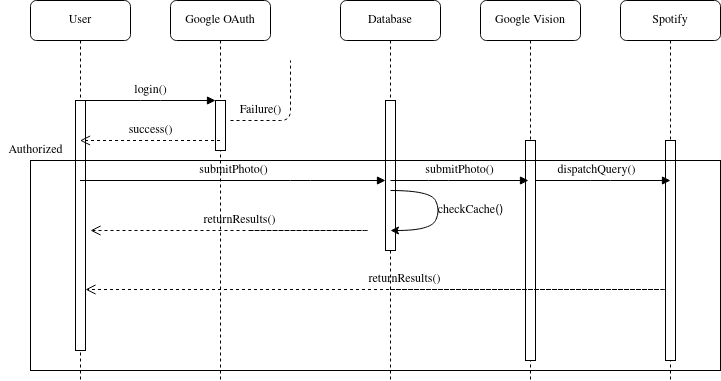 User
Google OAuth
Database
Google Vision
Spotify
login()
Failure()
success()
Authorized
submitPhoto()
submitPhoto()
dispatchQuery()
checkCache()
returnResults()
returnResults()